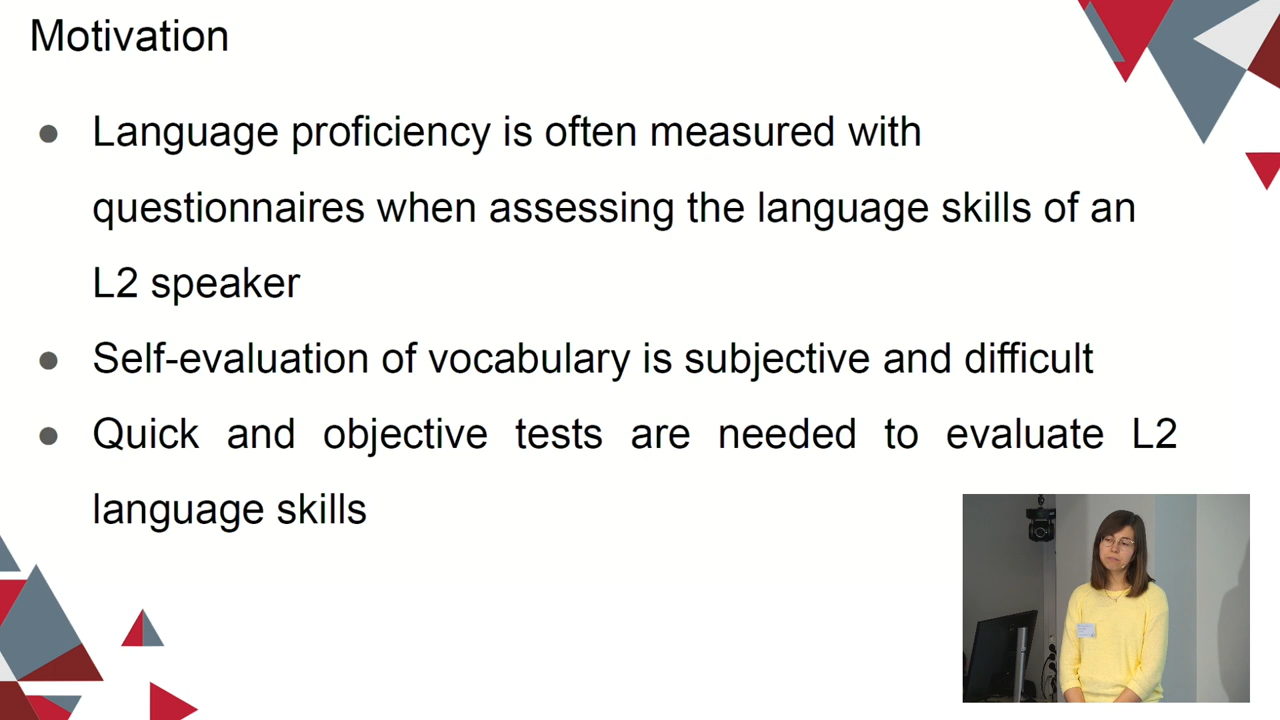 Motivation
● Language proficiency is often measured with
questionnaires when assessing the language skills of an
L2 speaker
● Self-evaluation of vocabulary is subjective and difficult
● Quick and objective tests are needed to evaluate L2
language skills